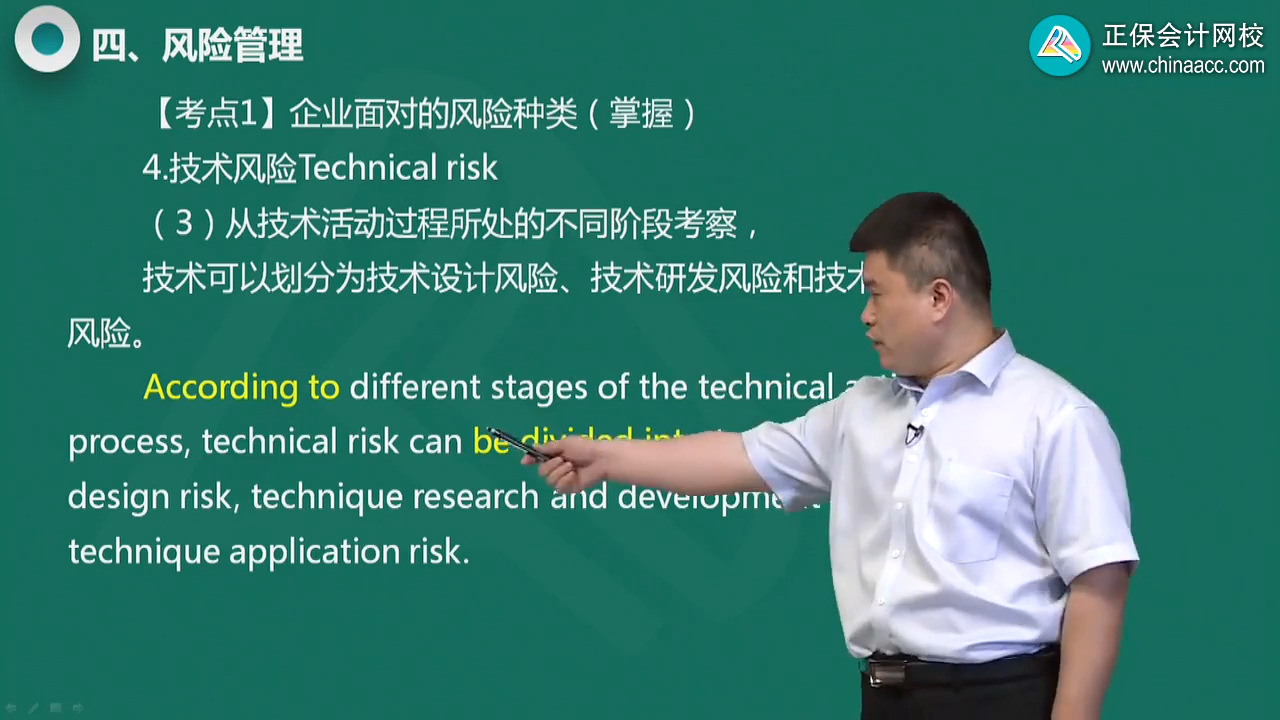 四、风险管理
正保会计网校
www.chinaacc.com
【考点1】企业面对的风险种类（掌握）
4.技术风险Technical risk
（3）从技术活动过程所处的不同阶段考察，
技术可以划分为技术设计风险、技术研发风险和技术
风险。
According to different stages of the technical
process, technical risk can be divided into
design risk, technique research and development
technique application risk.